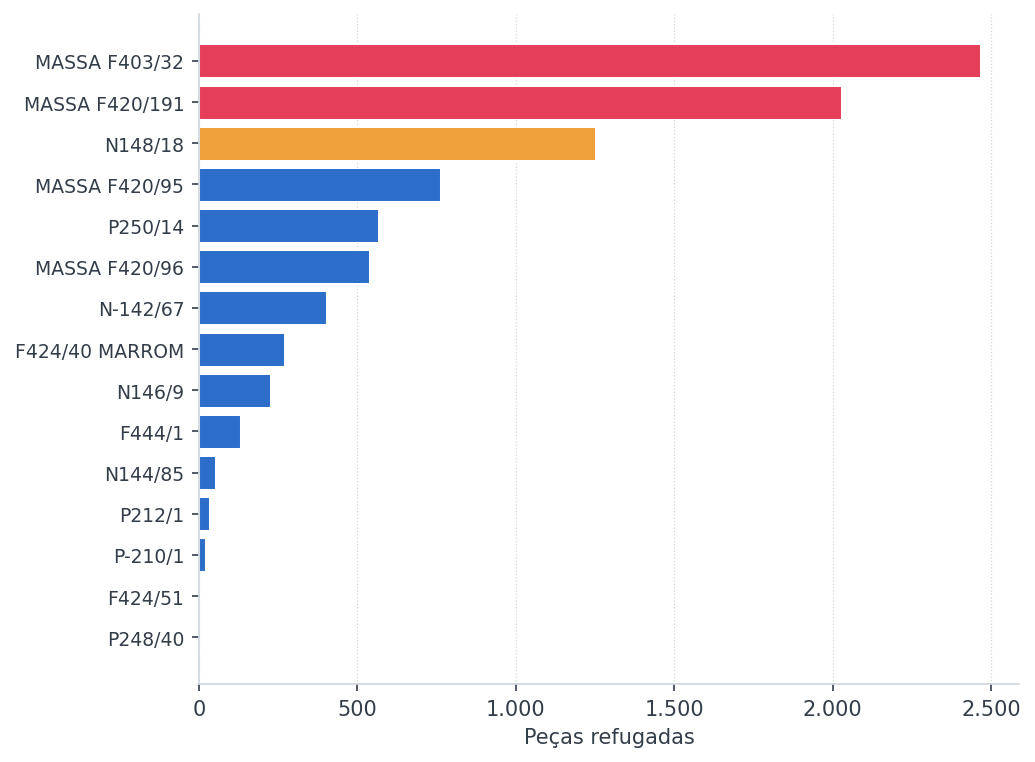 MASSA F403/32
MASSA F420/191
N148/18
MASSA F420/95
P250/14
MASSA F420/96
N-142/67
F424/40 MARROM
N146/9
F444/1
N144/85
P212/1
P-210/1
F424/51
P248/40
0 500 1.000 1.500 2.000 2.500
Peças refugadas